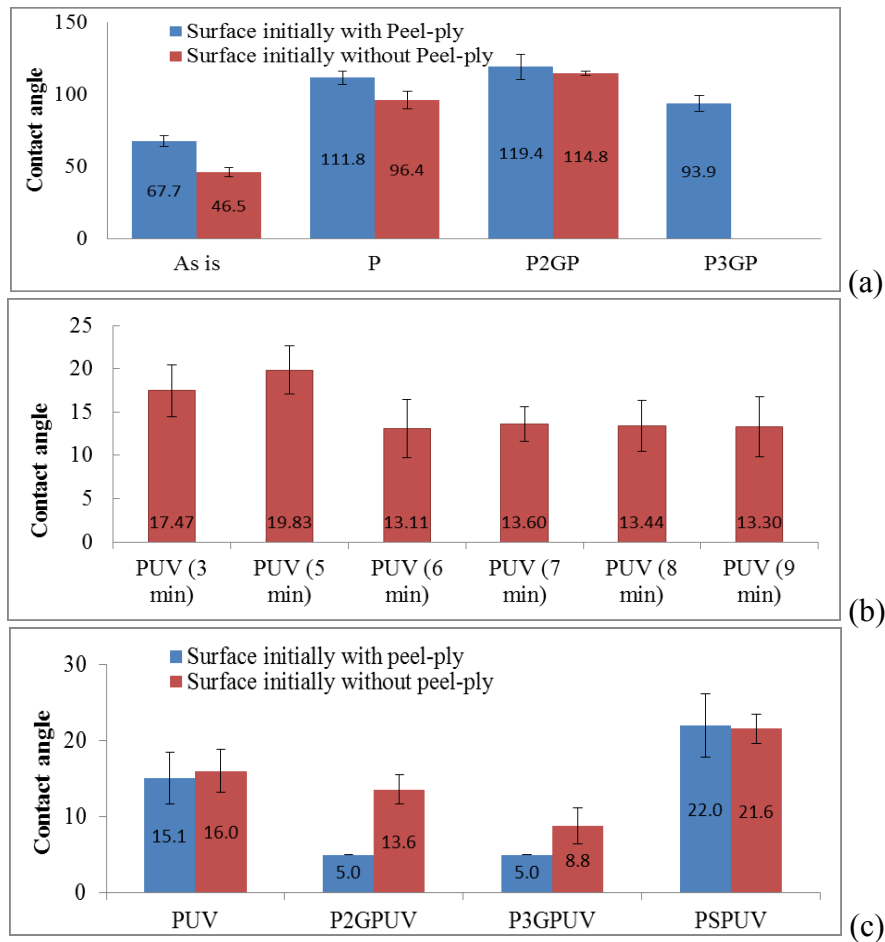 150
Surface initially with Peel-ply
Surface initially without Peel-ply
100
50
0
Contact angle
67.7
46.5
111.8
96.4
119.4
114.8
93.9
As is P P2GP P3GP
(a)
25
20
15
10
5
0
Contact angle
17.47 19.83 13.11 13.60 13.44 13.30
PUV (3 PUV (5 PUV (6 PUV (7 PUV (8 PUV (9
min) min) min) min) min) min)
(b)
Surface initially with peel-ply
Surface initially without peel-ply
30
20
10
0
Contact angle
15.1
16.0
5.0
13.6
5.0
8.8
22.0
21.6
PUV P2GPUV P3GPUV PSPUV
(c)